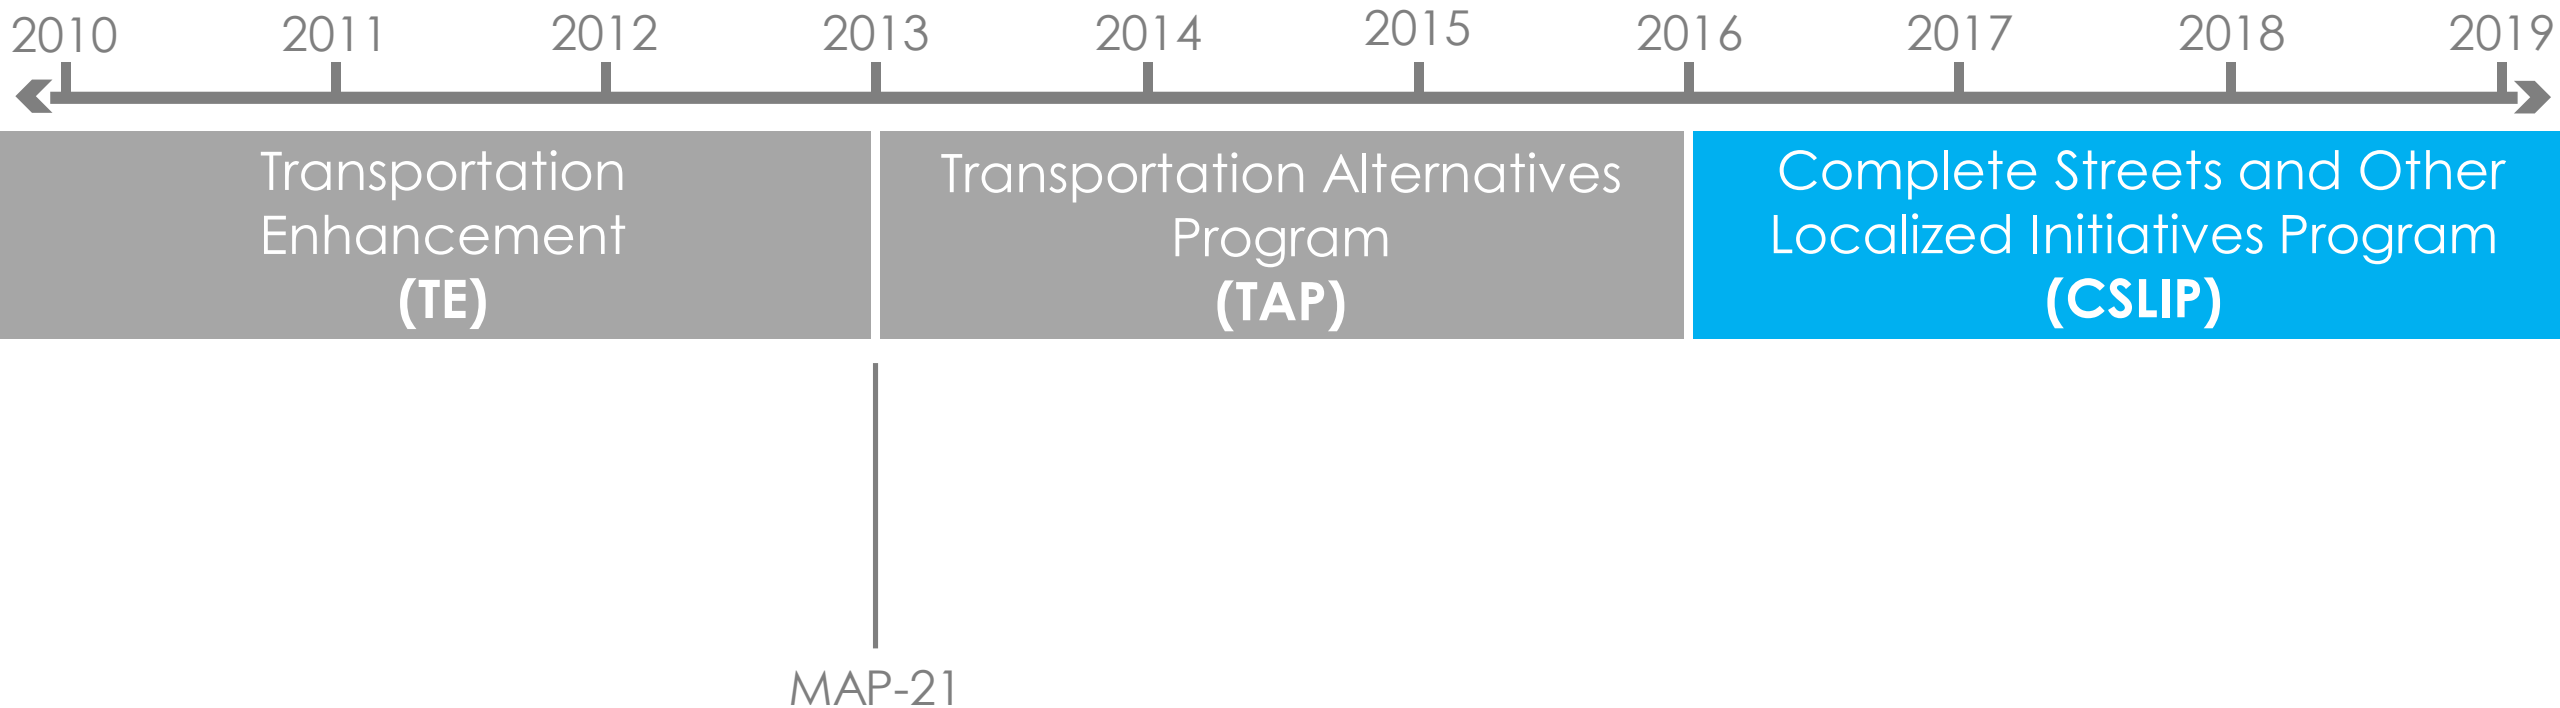 2010 2011 2012 2013 2014 2015 2016 2017 2018 2019
Transportation
Enhancement
(TE)
Transportation Alternatives
Program
(TAP)
Complete Streets and Other
Localized Initiatives Program
(CSLIP)
MAP-21